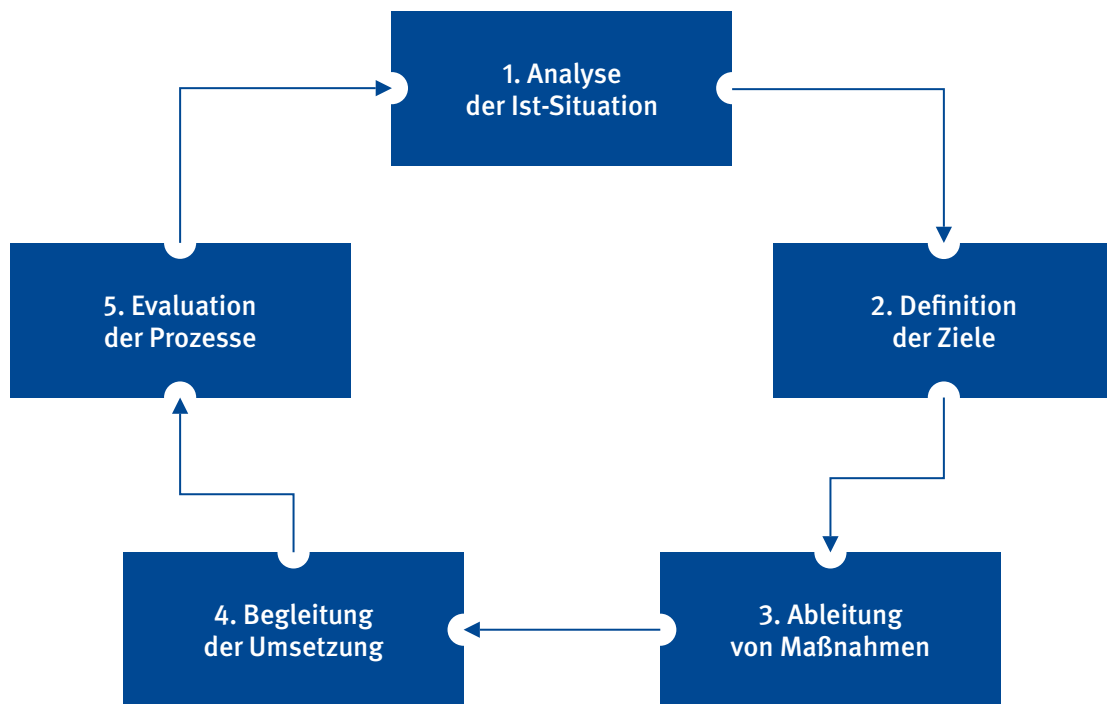 1. Analyse
der Ist-Situation
2. Definition
der Ziele
3. Ableitung
von Maßnahmen
4. Begleitung
der Umsetzung
5. Evaluation
der Prozesse